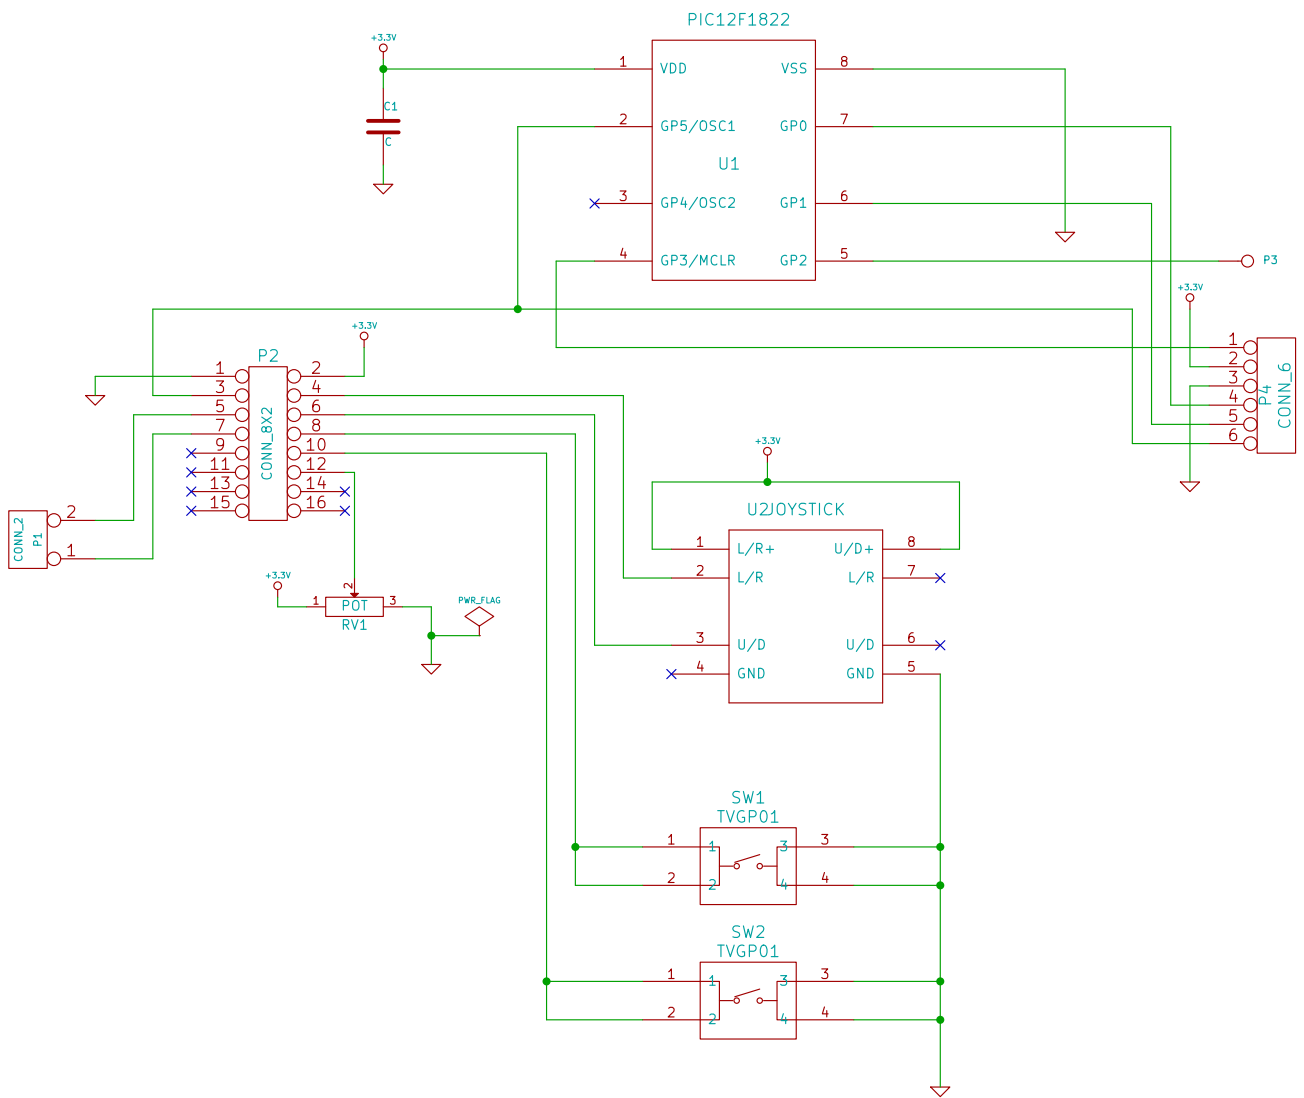 PIC12F1822
+3.3V
1 VDD VSS 8
C1
C
2 GP5/OSC1 GP0 7
U1
3 GP4/OSC2 GP1 6
4 GP3/MCLR GP2 5
P3
+3.3V
+3.3V
P2
CONN_8X2
1 2
3 4
5 6
7 8
9 10
11 12
13 14
15 16
1
2
3
4
5
6
P4
CONN_6
CONN_2
P1
2
1
+3.3V
1 POT 3
2
RV1
PWR_FLAG
+3.3V
U2JOYSTICK
1 L/R+ U/D+ 8
2 L/R L/R 7
3 U/D U/D 6
4 GND GND 5
SW1
TVGP01
1 1 3 3
2 2 4 4
SW2
TVGP01
1 1 3 3
2 2 4 4